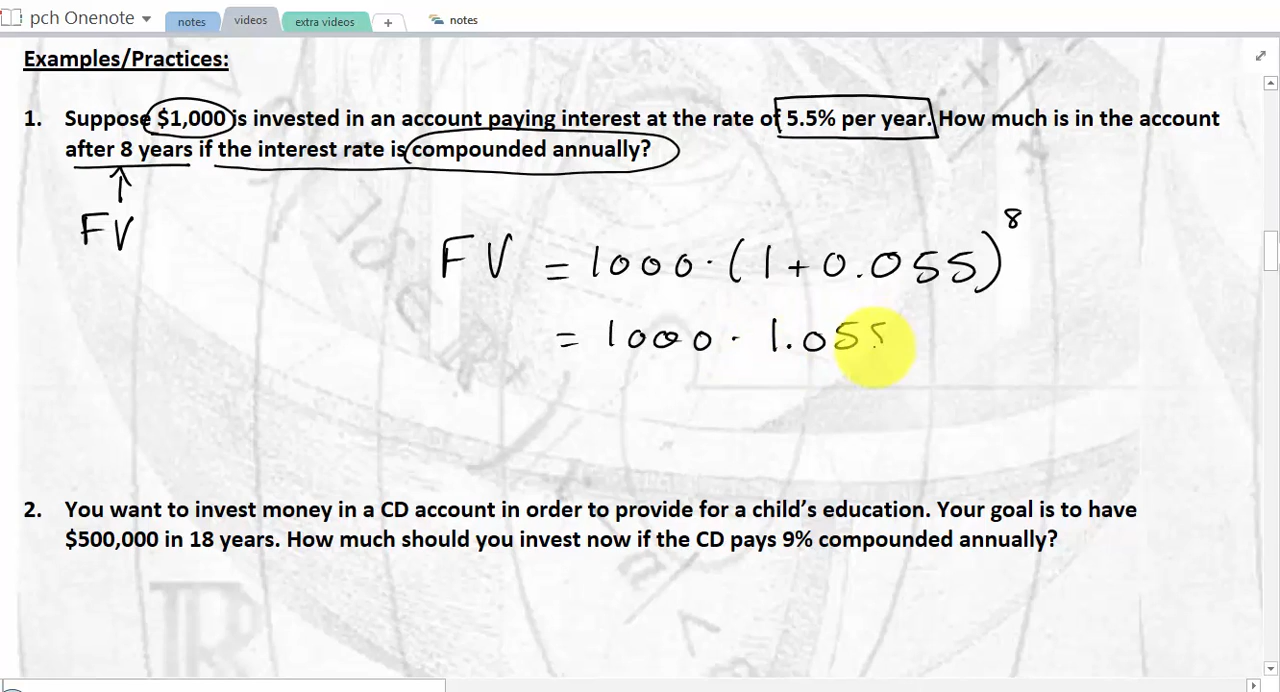 pch Onenote
notes videos extra videos + notes
Examples/Practices:
1. Suppose $1,000 is invested in an account paying interest at the rate of 5.5% per year. How much is in the account
after 8 years if the interest rate is compounded annually?
FV
FV = 1000 · (1 + 0.055)^8
= 1000 · 1.055
2. You want to invest money in a CD account in order to provide for a child's education. Your goal is to have
$500,000 in 18 years. How much should you invest now if the CD pays 9% compounded annually?